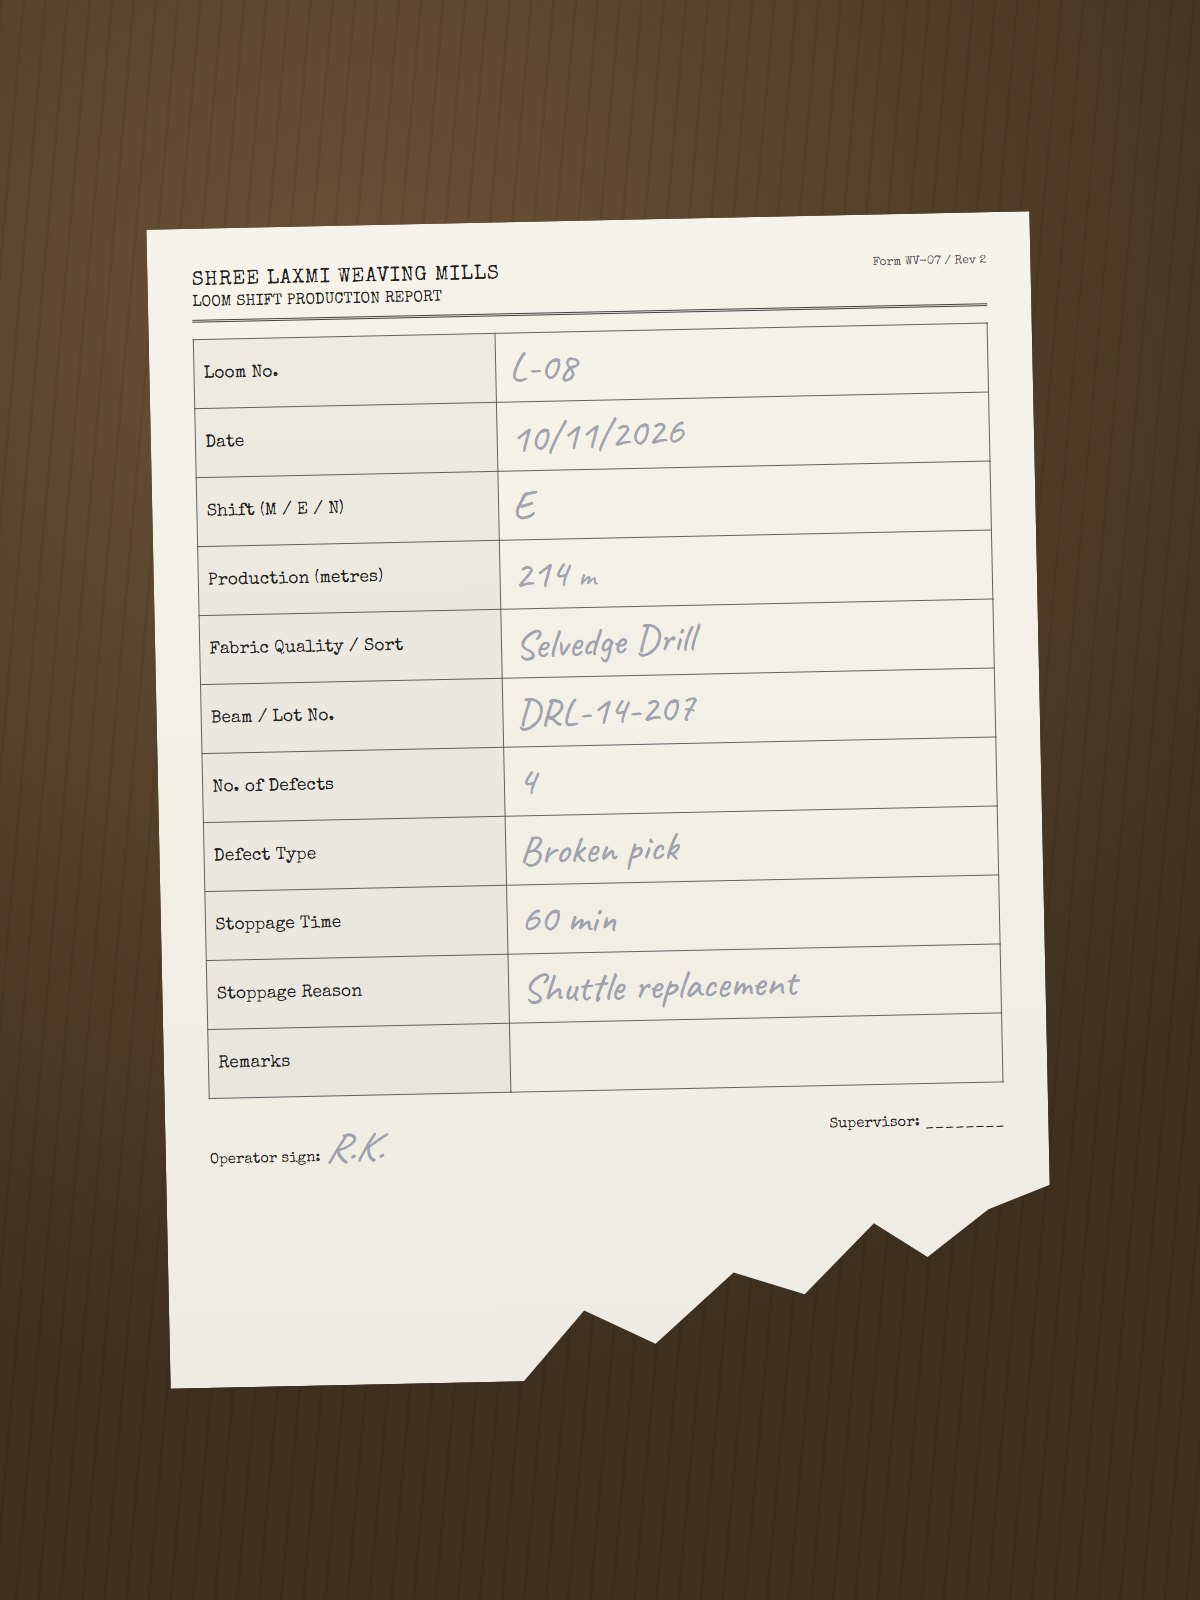 SHREE LAXMI WEAVING MILLS
LOOM SHIFT PRODUCTION REPORT
Form WV-07 / Rev 2
Loom No. L-08
Date 10/11/2026
Shift (M / E / N) E
Production (metres) 214 m
Fabric Quality / Sort Selvedge Drill
Beam / Lot No. DRL-14-207
No. of Defects 4
Defect Type Broken pick
Stoppage Time 60 min
Stoppage Reason Shuttle replacement
Remarks
Operator sign: R.K.
Supervisor: ________